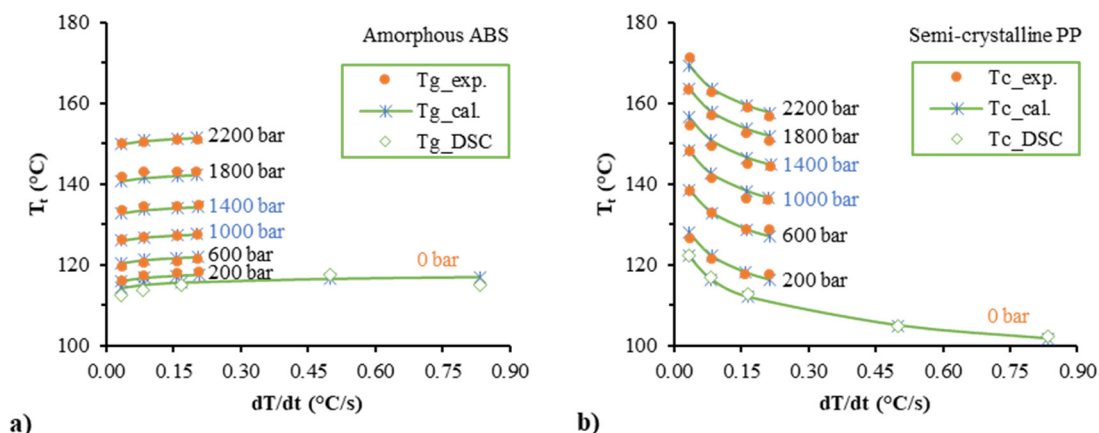 Amorphous ABS
Tg_exp.
Tg_cal.
Tg_DSC
180
160
140
120
100
Tt (°C)
2200 bar
1800 bar
1400 bar
1000 bar
600 bar
200 bar
0 bar
0.00 0.15 0.30 0.45 0.60 0.75 0.90
dT/dt (°C/s)
a)
Semi-crystalline PP
Tc_exp.
Tc_cal.
Tc_DSC
180
160
140
120
100
Tt (°C)
2200 bar
1800 bar
1400 bar
1000 bar
600 bar
200 bar
0 bar
0.00 0.15 0.30 0.45 0.60 0.75 0.90
dT/dt (°C/s)
b)